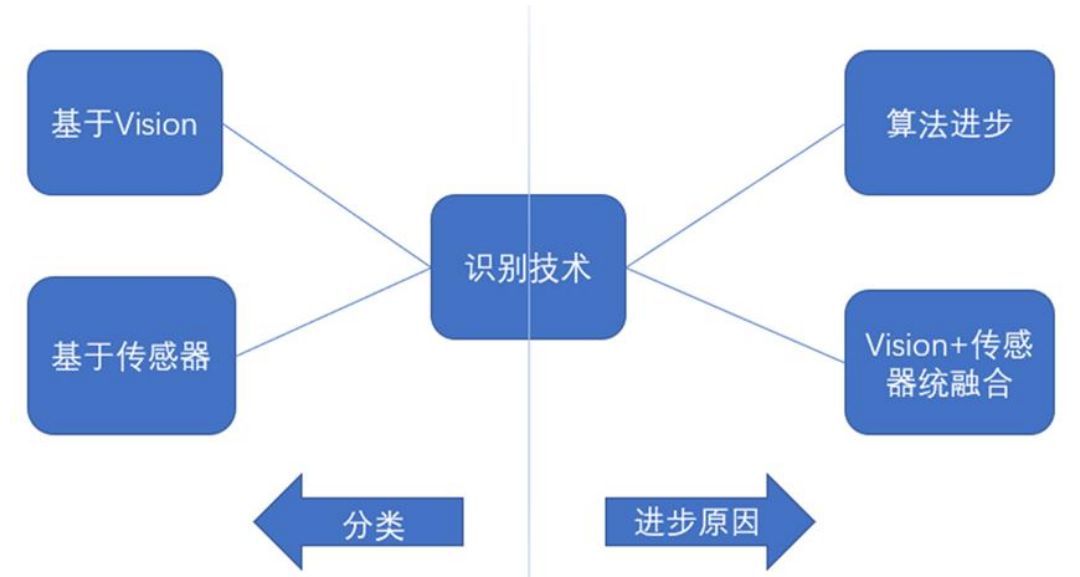 基于Vision
算法进步
识别技术
基于传感器
Vision+传感
器统融合
分类
进步原因